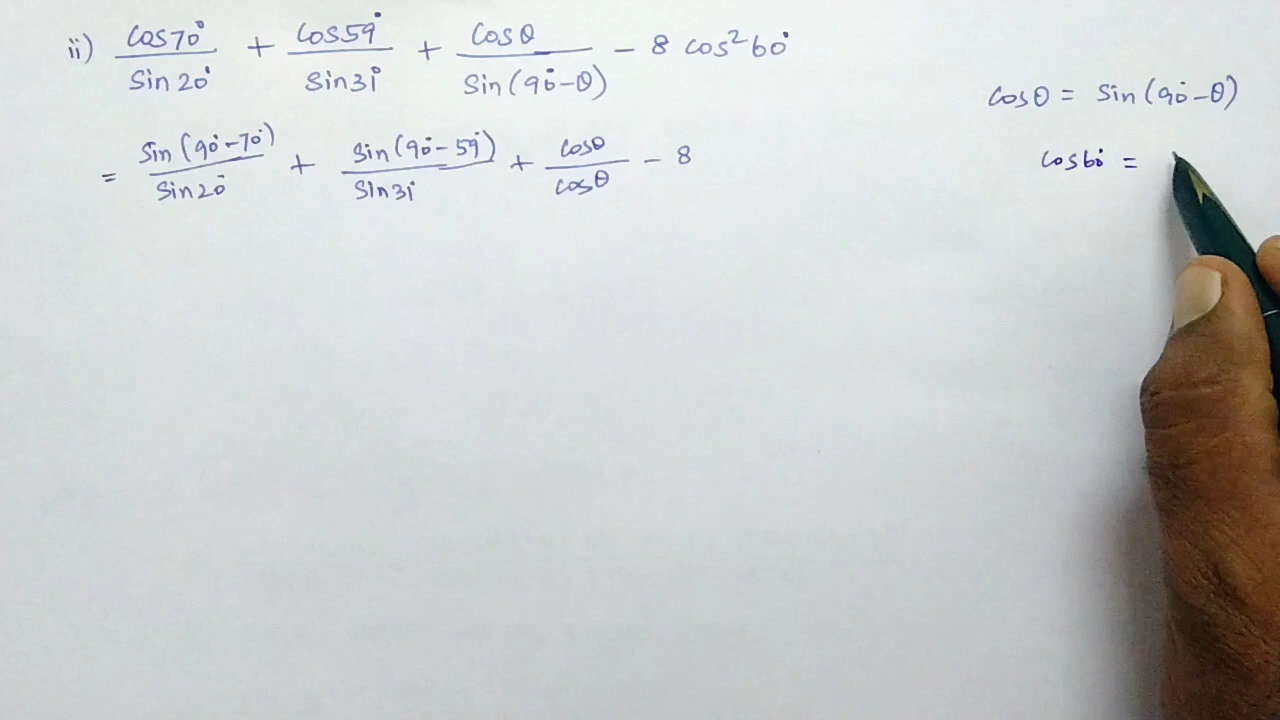 ii) cos70°/sin20° + cos59°/sin31° + cosθ/sin(90°-θ) - 8 cos²60°
cosθ = sin(90°-θ)
= sin(90°-70°)/sin20° + sin(90°-59°)/sin31° + cosθ/cosθ - 8
cos60° =